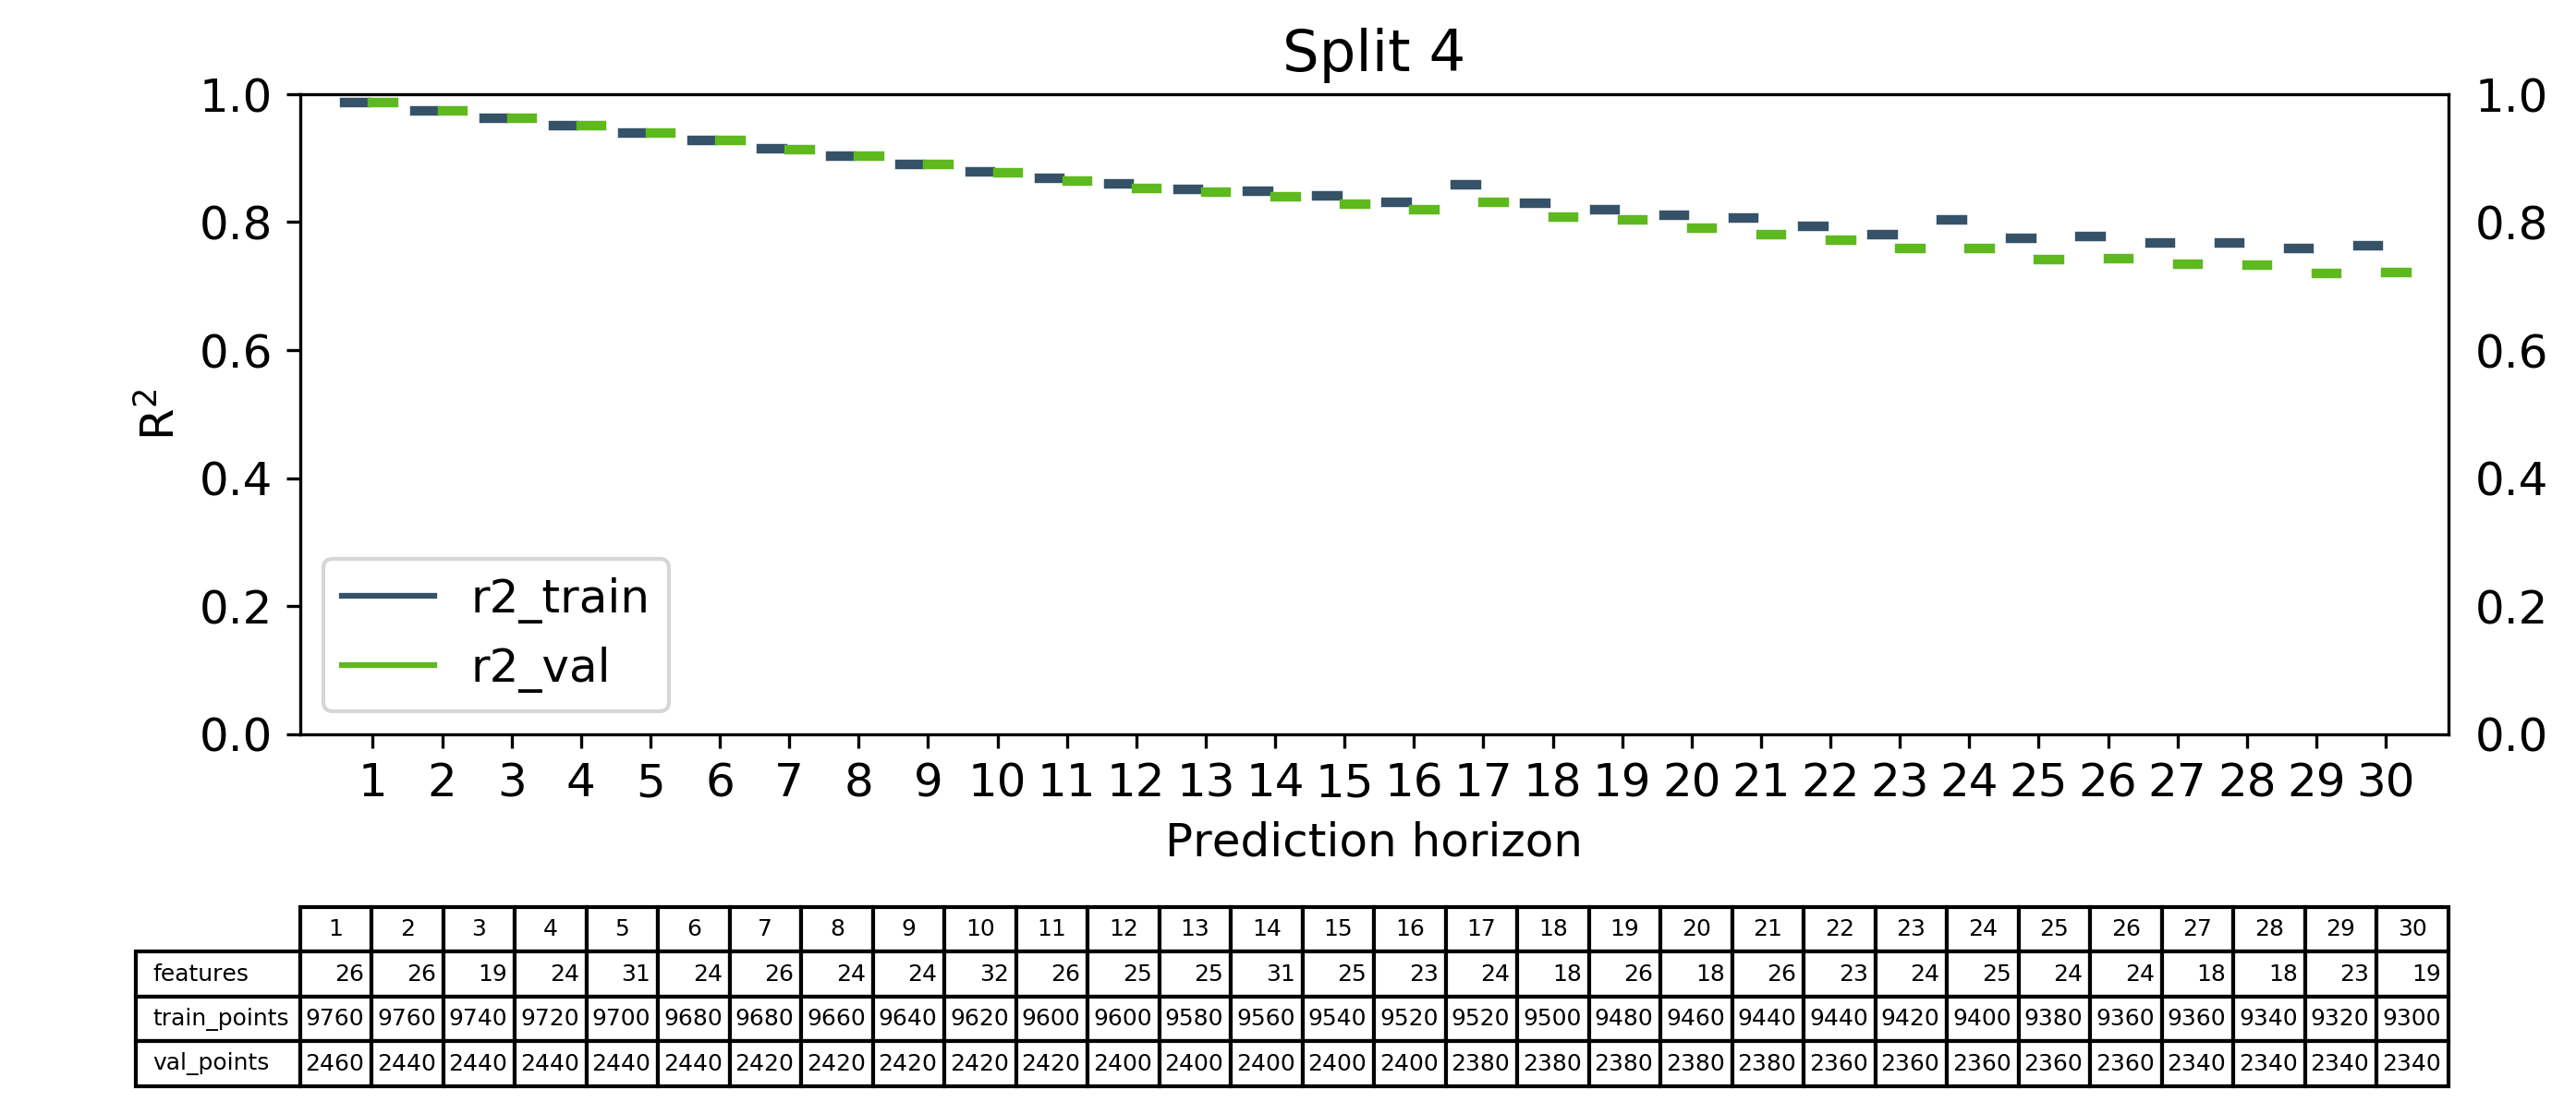 Split 4
1.0 1.0
0.8 0.8
0.6 0.6
R²
0.4 0.4
0.2 0.2
0.0 0.0
r2_train
r2_val
1 2 3 4 5 6 7 8 9 10 11 12 13 14 15 16 17 18 19 20 21 22 23 24 25 26 27 28 29 30
Prediction horizon
1 2 3 4 5 6 7 8 9 10 11 12 13 14 15 16 17 18 19 20 21 22 23 24 25 26 27 28 29 30
features 26 26 19 24 31 24 26 24 24 32 26 25 25 31 25 23 24 18 26 18 26 23 24 25 24 24 18 18 23 19
train_points 9760 9760 9740 9720 9700 9680 9680 9660 9640 9620 9600 9600 9580 9560 9540 9520 9520 9500 9480 9460 9440 9440 9420 9400 9380 9360 9360 9340 9320 9300
val_points 2460 2440 2440 2440 2440 2440 2420 2420 2420 2420 2420 2400 2400 2400 2400 2400 2380 2380 2380 2380 2380 2360 2360 2360 2360 2360 2340 2340 2340 2340